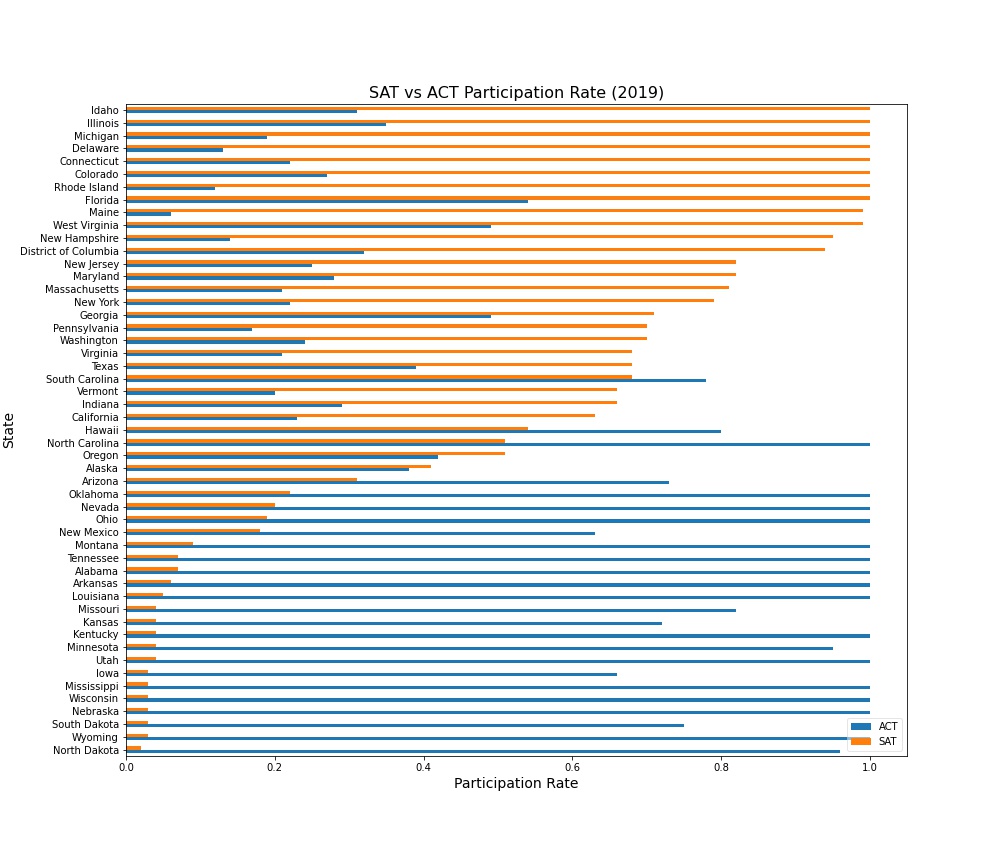 SAT vs ACT Participation Rate (2019)
State
Idaho
Illinois
Michigan
Delaware
Connecticut
Colorado
Rhode Island
Florida
Maine
West Virginia
New Hampshire
District of Columbia
New Jersey
Maryland
Massachusetts
New York
Georgia
Pennsylvania
Washington
Virginia
Texas
South Carolina
Vermont
Indiana
California
Hawaii
North Carolina
Oregon
Alaska
Arizona
Oklahoma
Nevada
Ohio
New Mexico
Montana
Tennessee
Alabama
Arkansas
Louisiana
Missouri
Kansas
Kentucky
Minnesota
Utah
Iowa
Mississippi
Wisconsin
Nebraska
South Dakota
Wyoming
North Dakota
ACT
SAT
0.0 0.2 0.4 0.6 0.8 1.0
Participation Rate